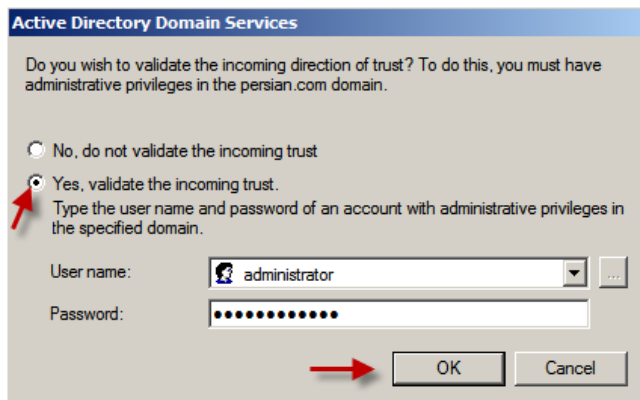 Active Directory Domain Services
Do you wish to validate the incoming direction of trust? To do this, you must have
administrative privileges in the persian.com domain.
No, do not validate the incoming trust
Yes, validate the incoming trust.
Type the user name and password of an account with administrative privileges in
the specified domain.
User name: administrator ...
Password: ●●●●●●●●●●●●
OK Cancel